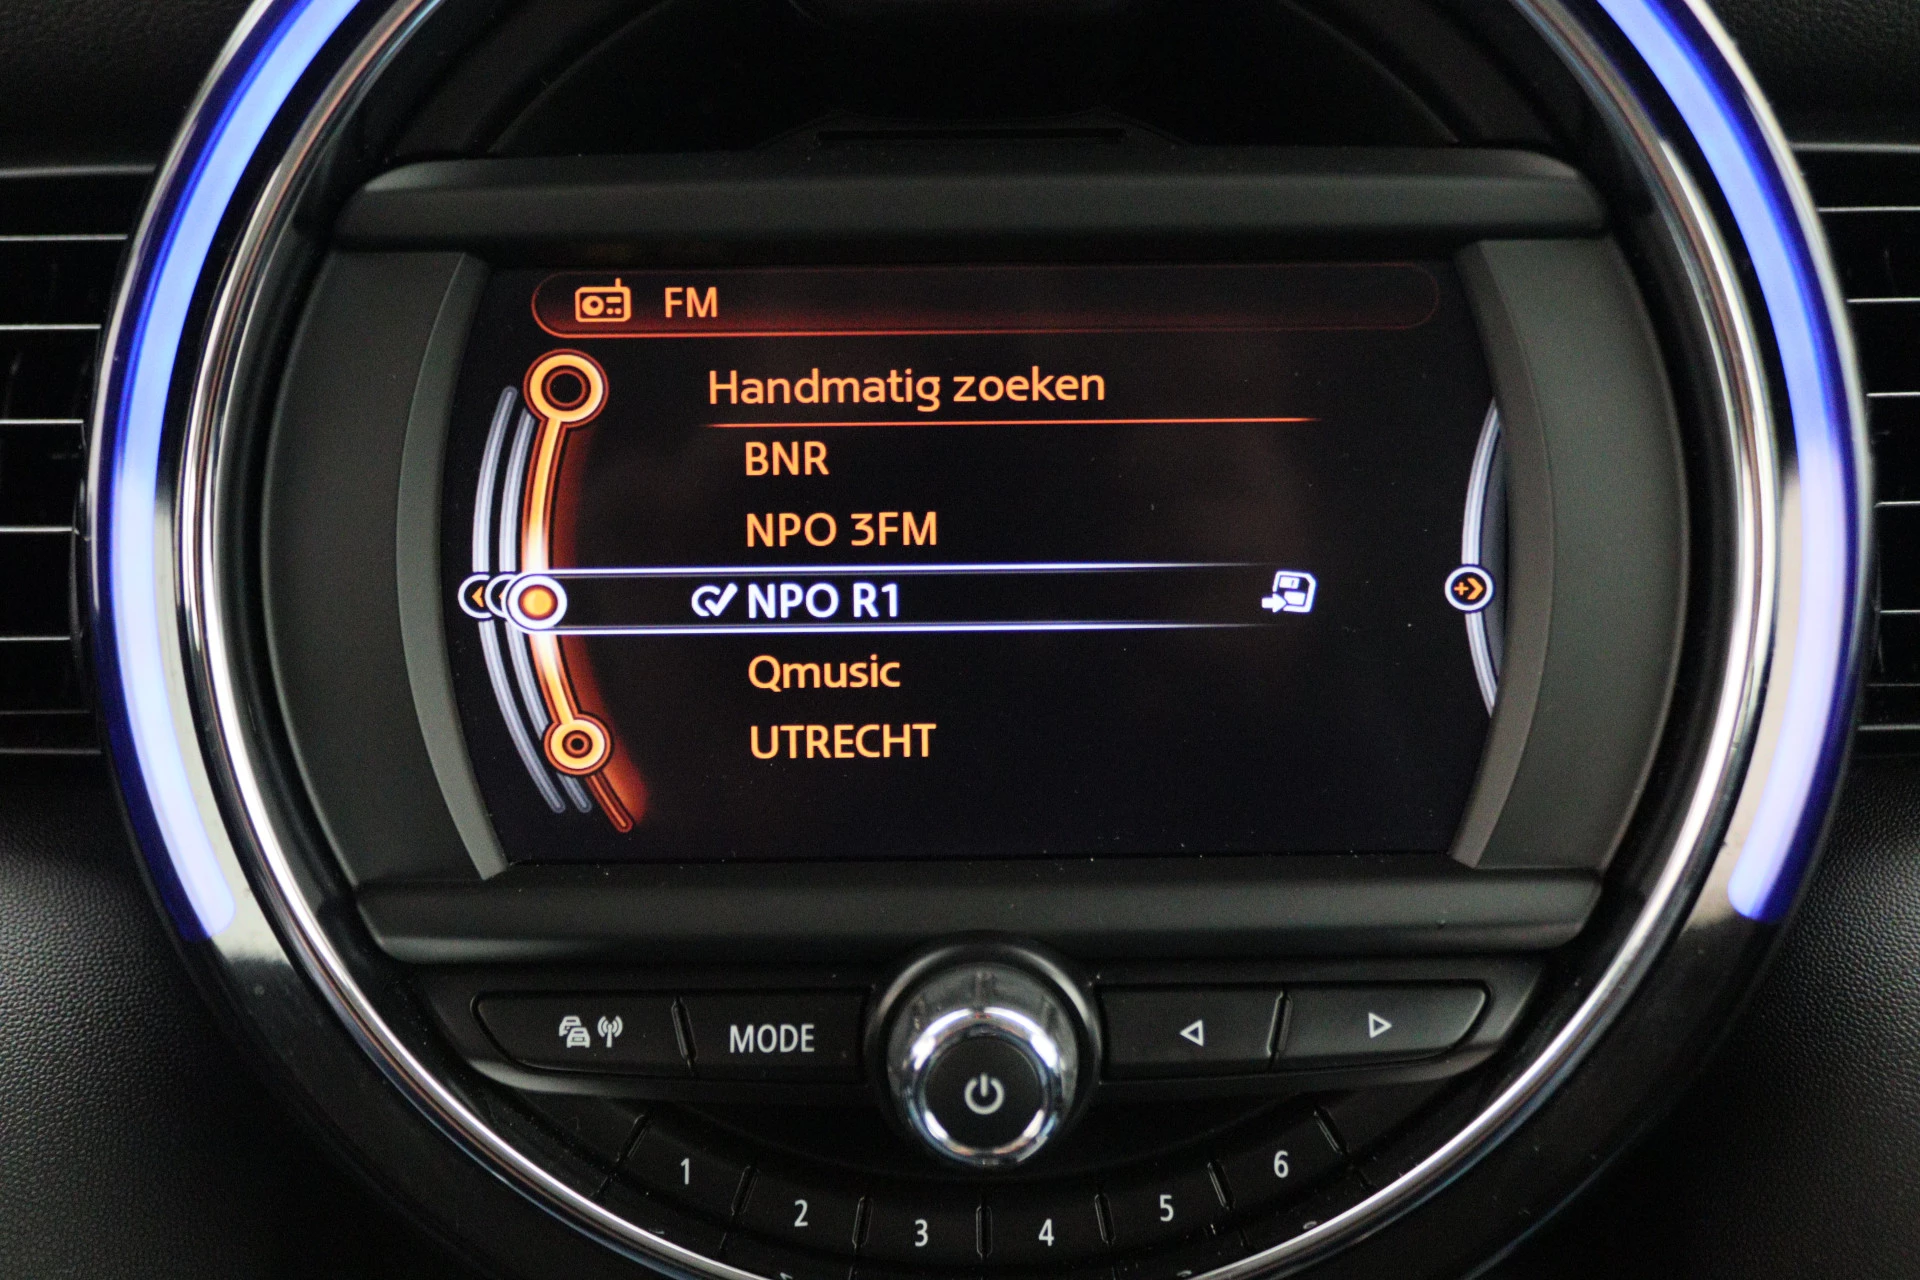 FM
Handmatig zoeken
BNR
NPO 3FM
NPO R1
Qmusic
UTRECHT
MODE
1
2
3
4
5
6